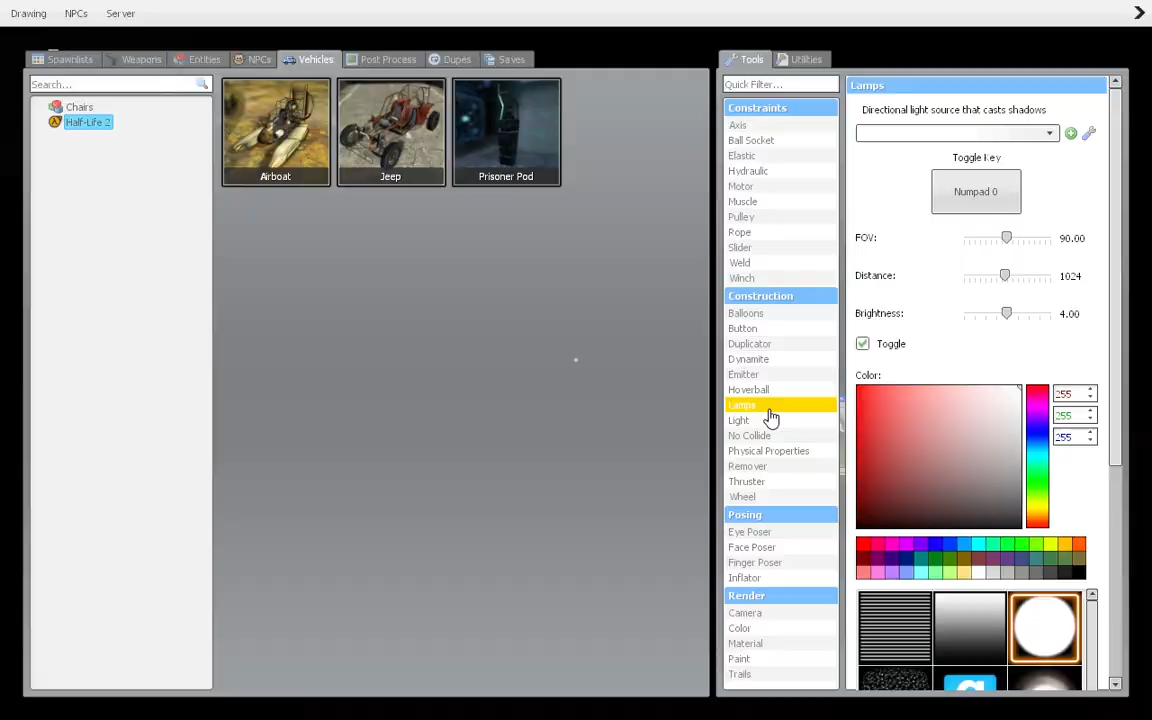 Drawing NPCs Server
Spawnlists Weapons Entities NPCs Vehicles Post Process Dupes Saves
Search...
Chairs
Half-Life 2
Airboat Jeep Prisoner Pod
Tools Utilities
Quick Filter...
Constraints
Axis
Ball Socket
Elastic
Hydraulic
Motor
Muscle
Pulley
Rope
Slider
Weld
Winch
Construction
Balloons
Button
Duplicator
Dynamite
Emitter
Hoverball
Lamps
Light
No Collide
Physical Properties
Remover
Thruster
Wheel
Posing
Eye Poser
Face Poser
Finger Poser
Inflator
Render
Camera
Color
Material
Paint
Trails
Lamps
Directional light source that casts shadows
Toggle Key
Numpad 0
FOV: 90.00
Distance: 1024
Brightness: 4.00
Toggle
Color:
255
255
255